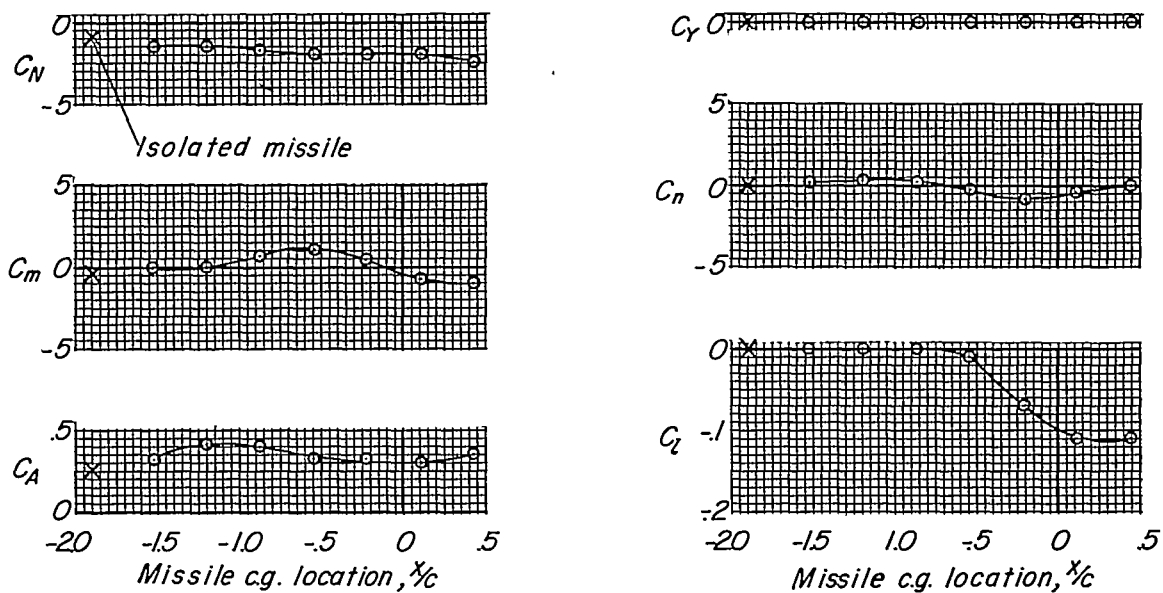 0
C_N
-5
Isolated missile
5
C_m 0
-5
.5
C_A
0
-2.0 -1.5 -1.0 -.5 0 .5
Missile c.g. location, x/c
C_Y 0
5
C_n 0
-5
0
C_l -.1
-.2
-2.0 -1.5 -1.0 -.5 0 .5
Missile c.g. location, x/c